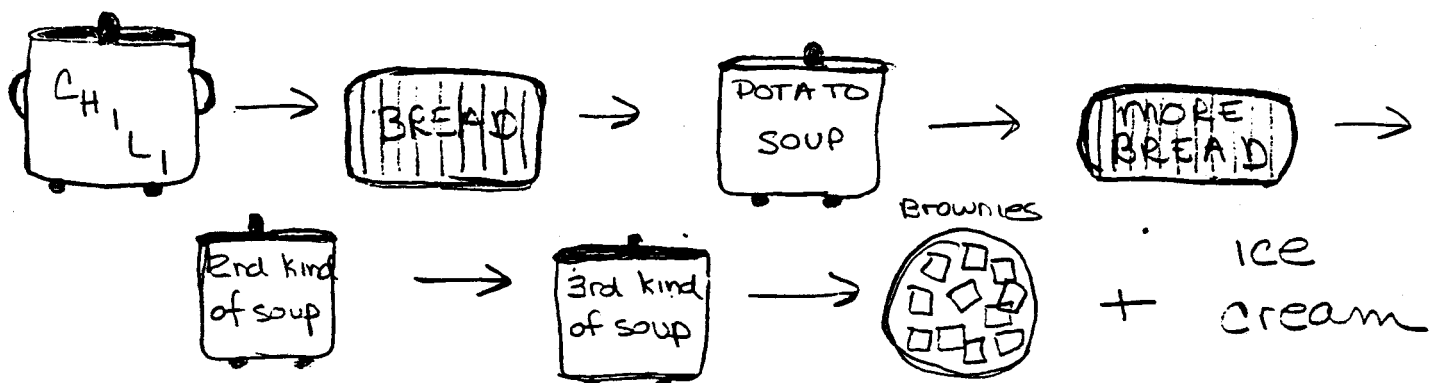 CHILI
BREAD
POTATO
SOUP
MORE
BREAD
2nd kind
of soup
3rd kind
of soup
Brownies
+
ice
cream